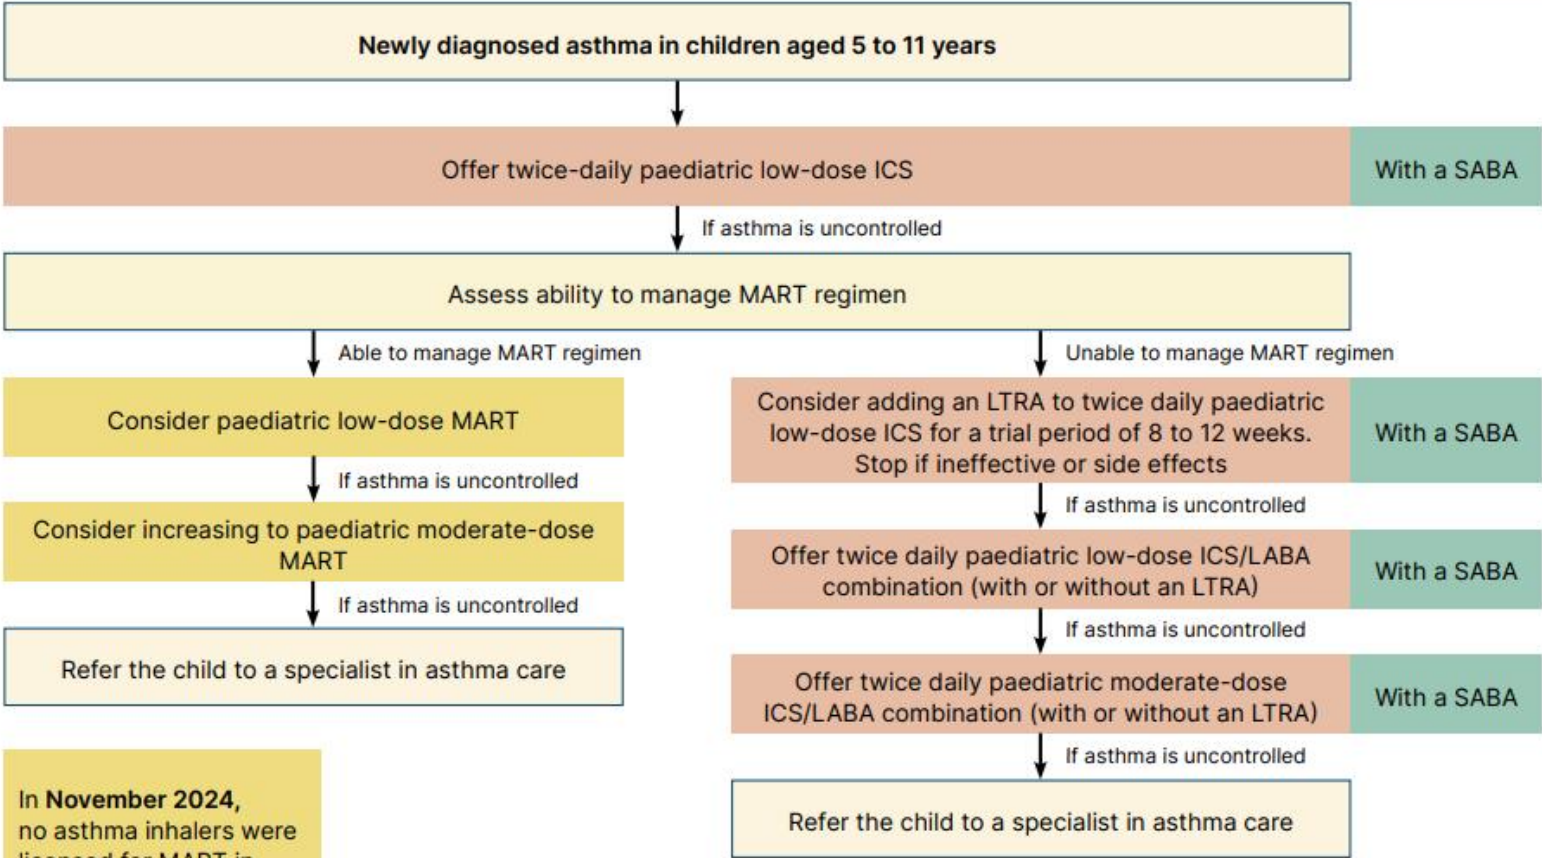 Newly diagnosed asthma in children aged 5 to 11 years
Offer twice-daily paediatric low-dose ICS
With a SABA
If asthma is uncontrolled
Assess ability to manage MART regimen
Able to manage MART regimen
Consider paediatric low-dose MART
If asthma is uncontrolled
Consider increasing to paediatric moderate-dose
MART
If asthma is uncontrolled
Refer the child to a specialist in asthma care
Unable to manage MART regimen
Consider adding an LTRA to twice daily paediatric
low-dose ICS for a trial period of 8 to 12 weeks.
Stop if ineffective or side effects
With a SABA
If asthma is uncontrolled
Offer twice daily paediatric low-dose ICS/LABA
combination (with or without an LTRA)
With a SABA
If asthma is uncontrolled
Offer twice daily paediatric moderate-dose
ICS/LABA combination (with or without an LTRA)
With a SABA
If asthma is uncontrolled
Refer the child to a specialist in asthma care
In November 2024,
no asthma inhalers were
licensed for MART in